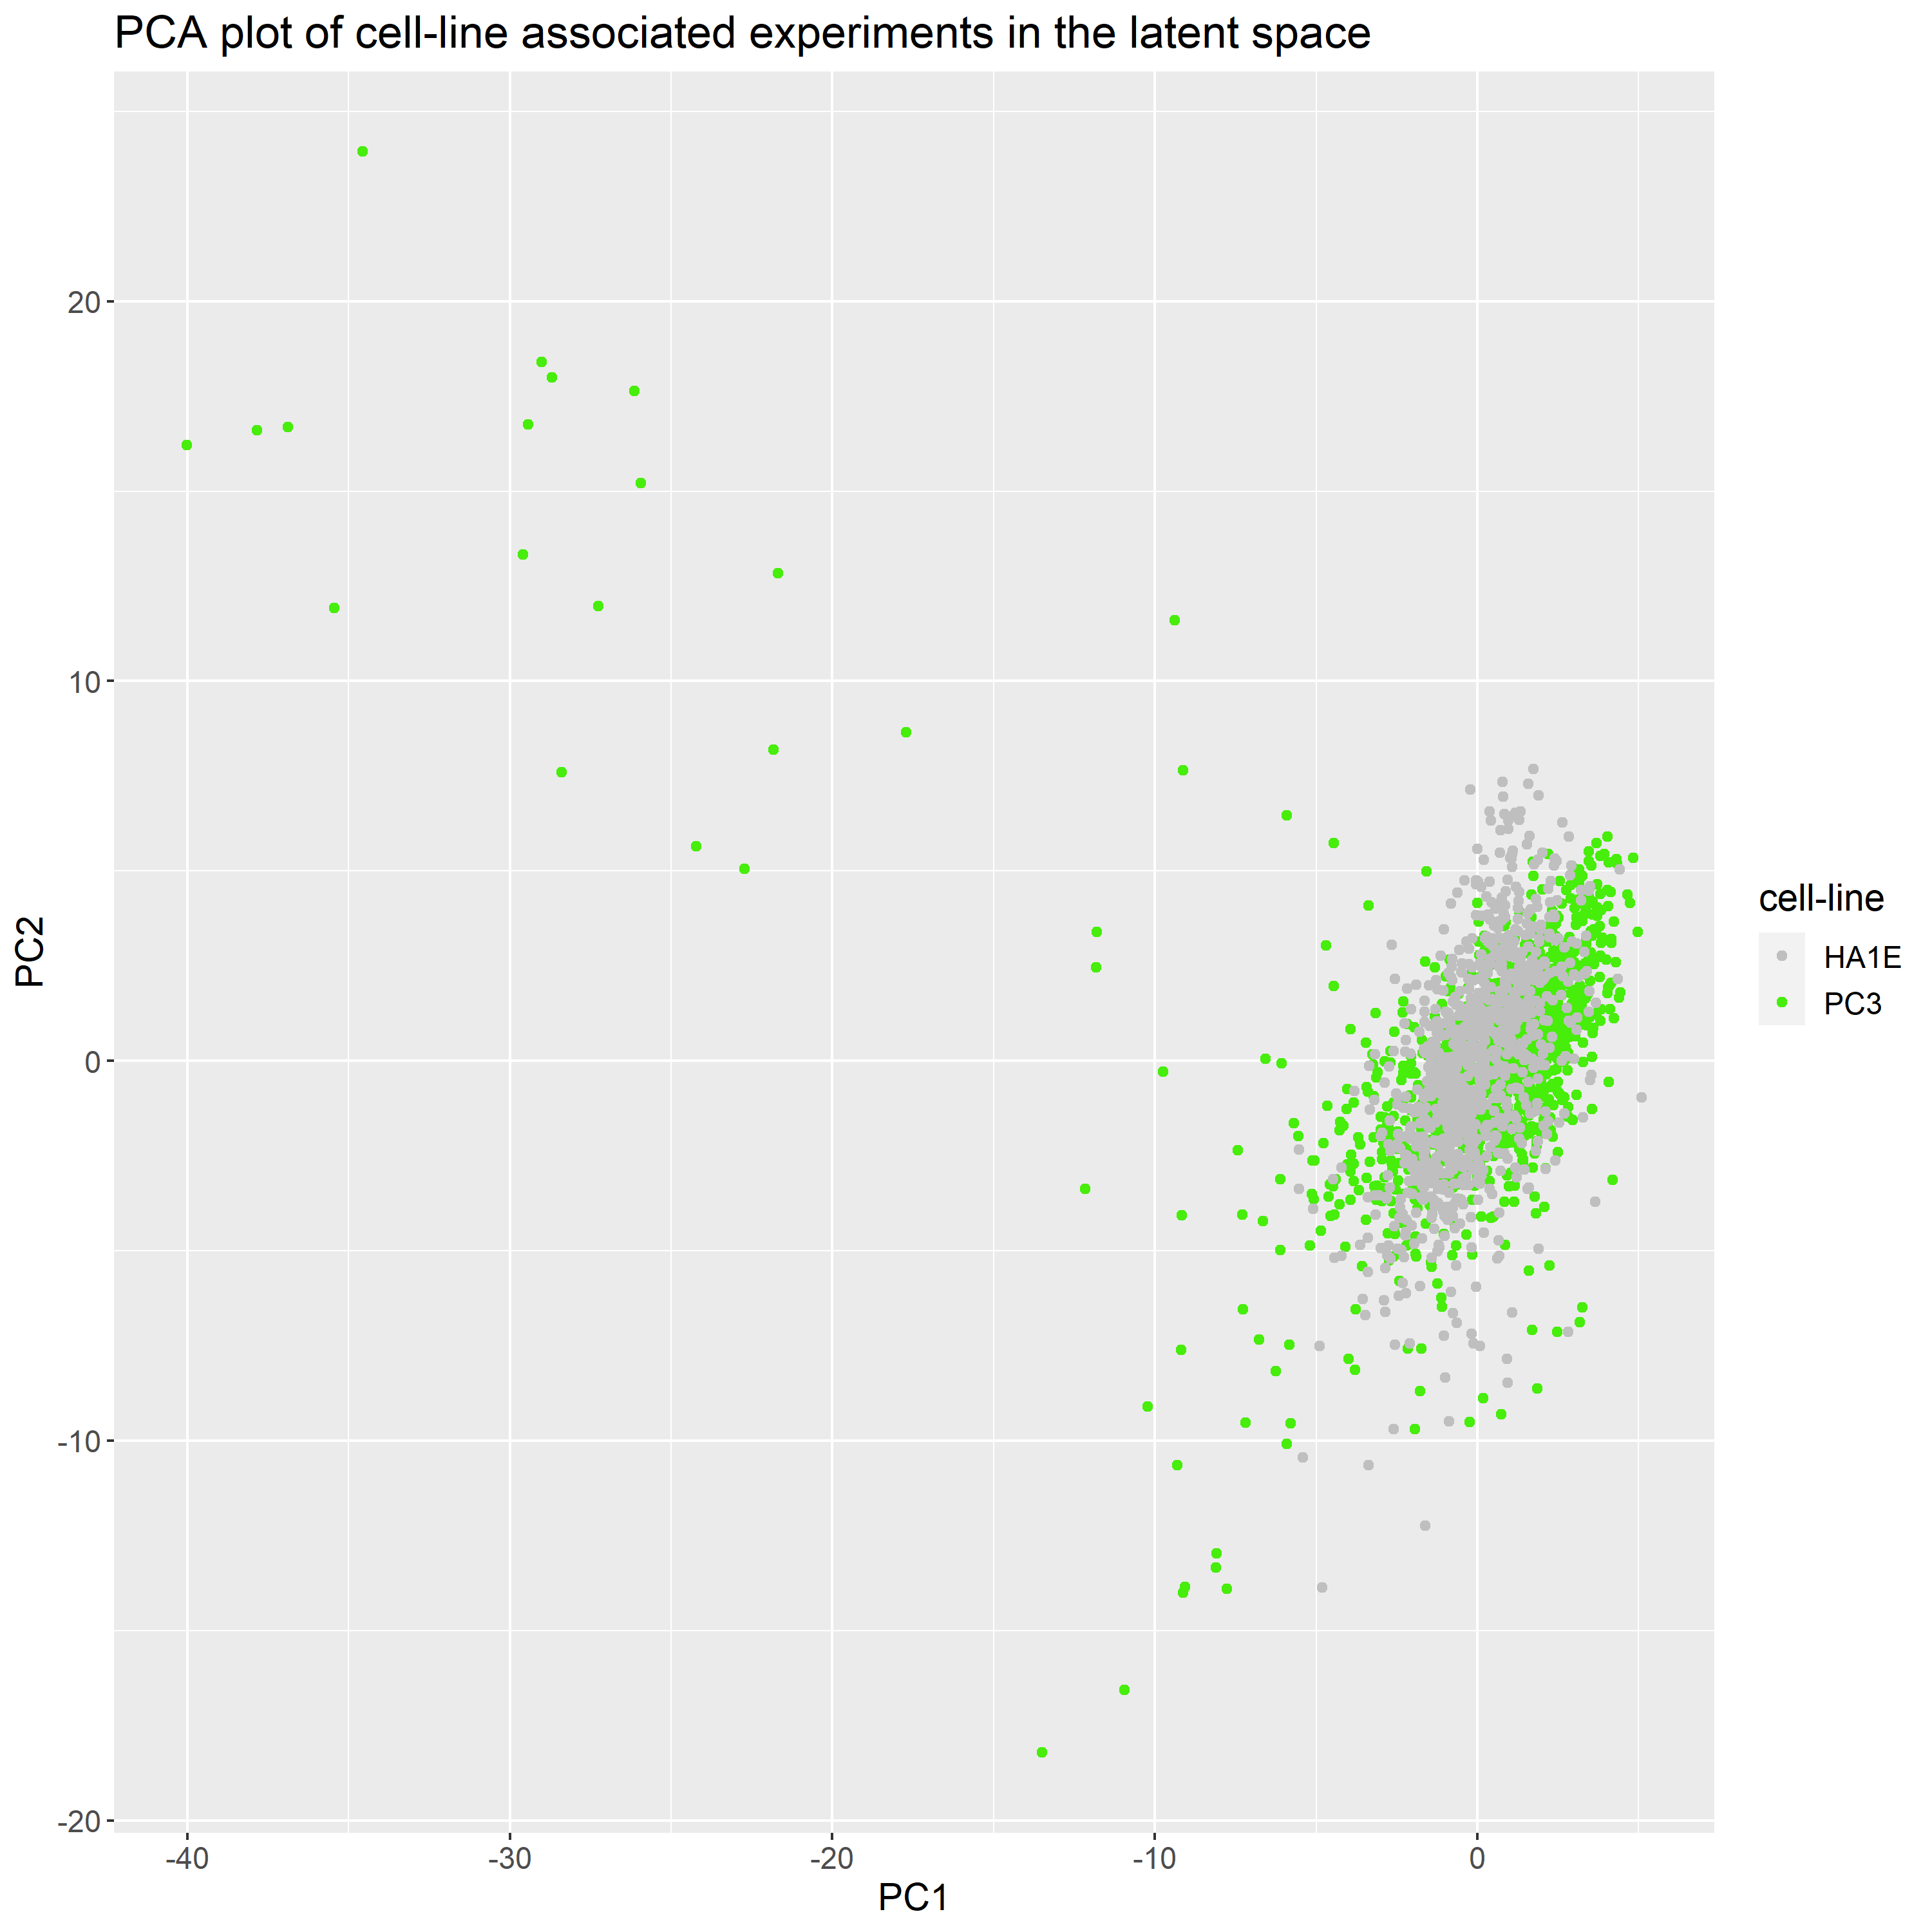 PCA plot of cell-line associated experiments in the latent space
20
10
0
-10
-20
PC2
-40
-30
-20
-10
0
PC1
cell-line
HA1E
PC3